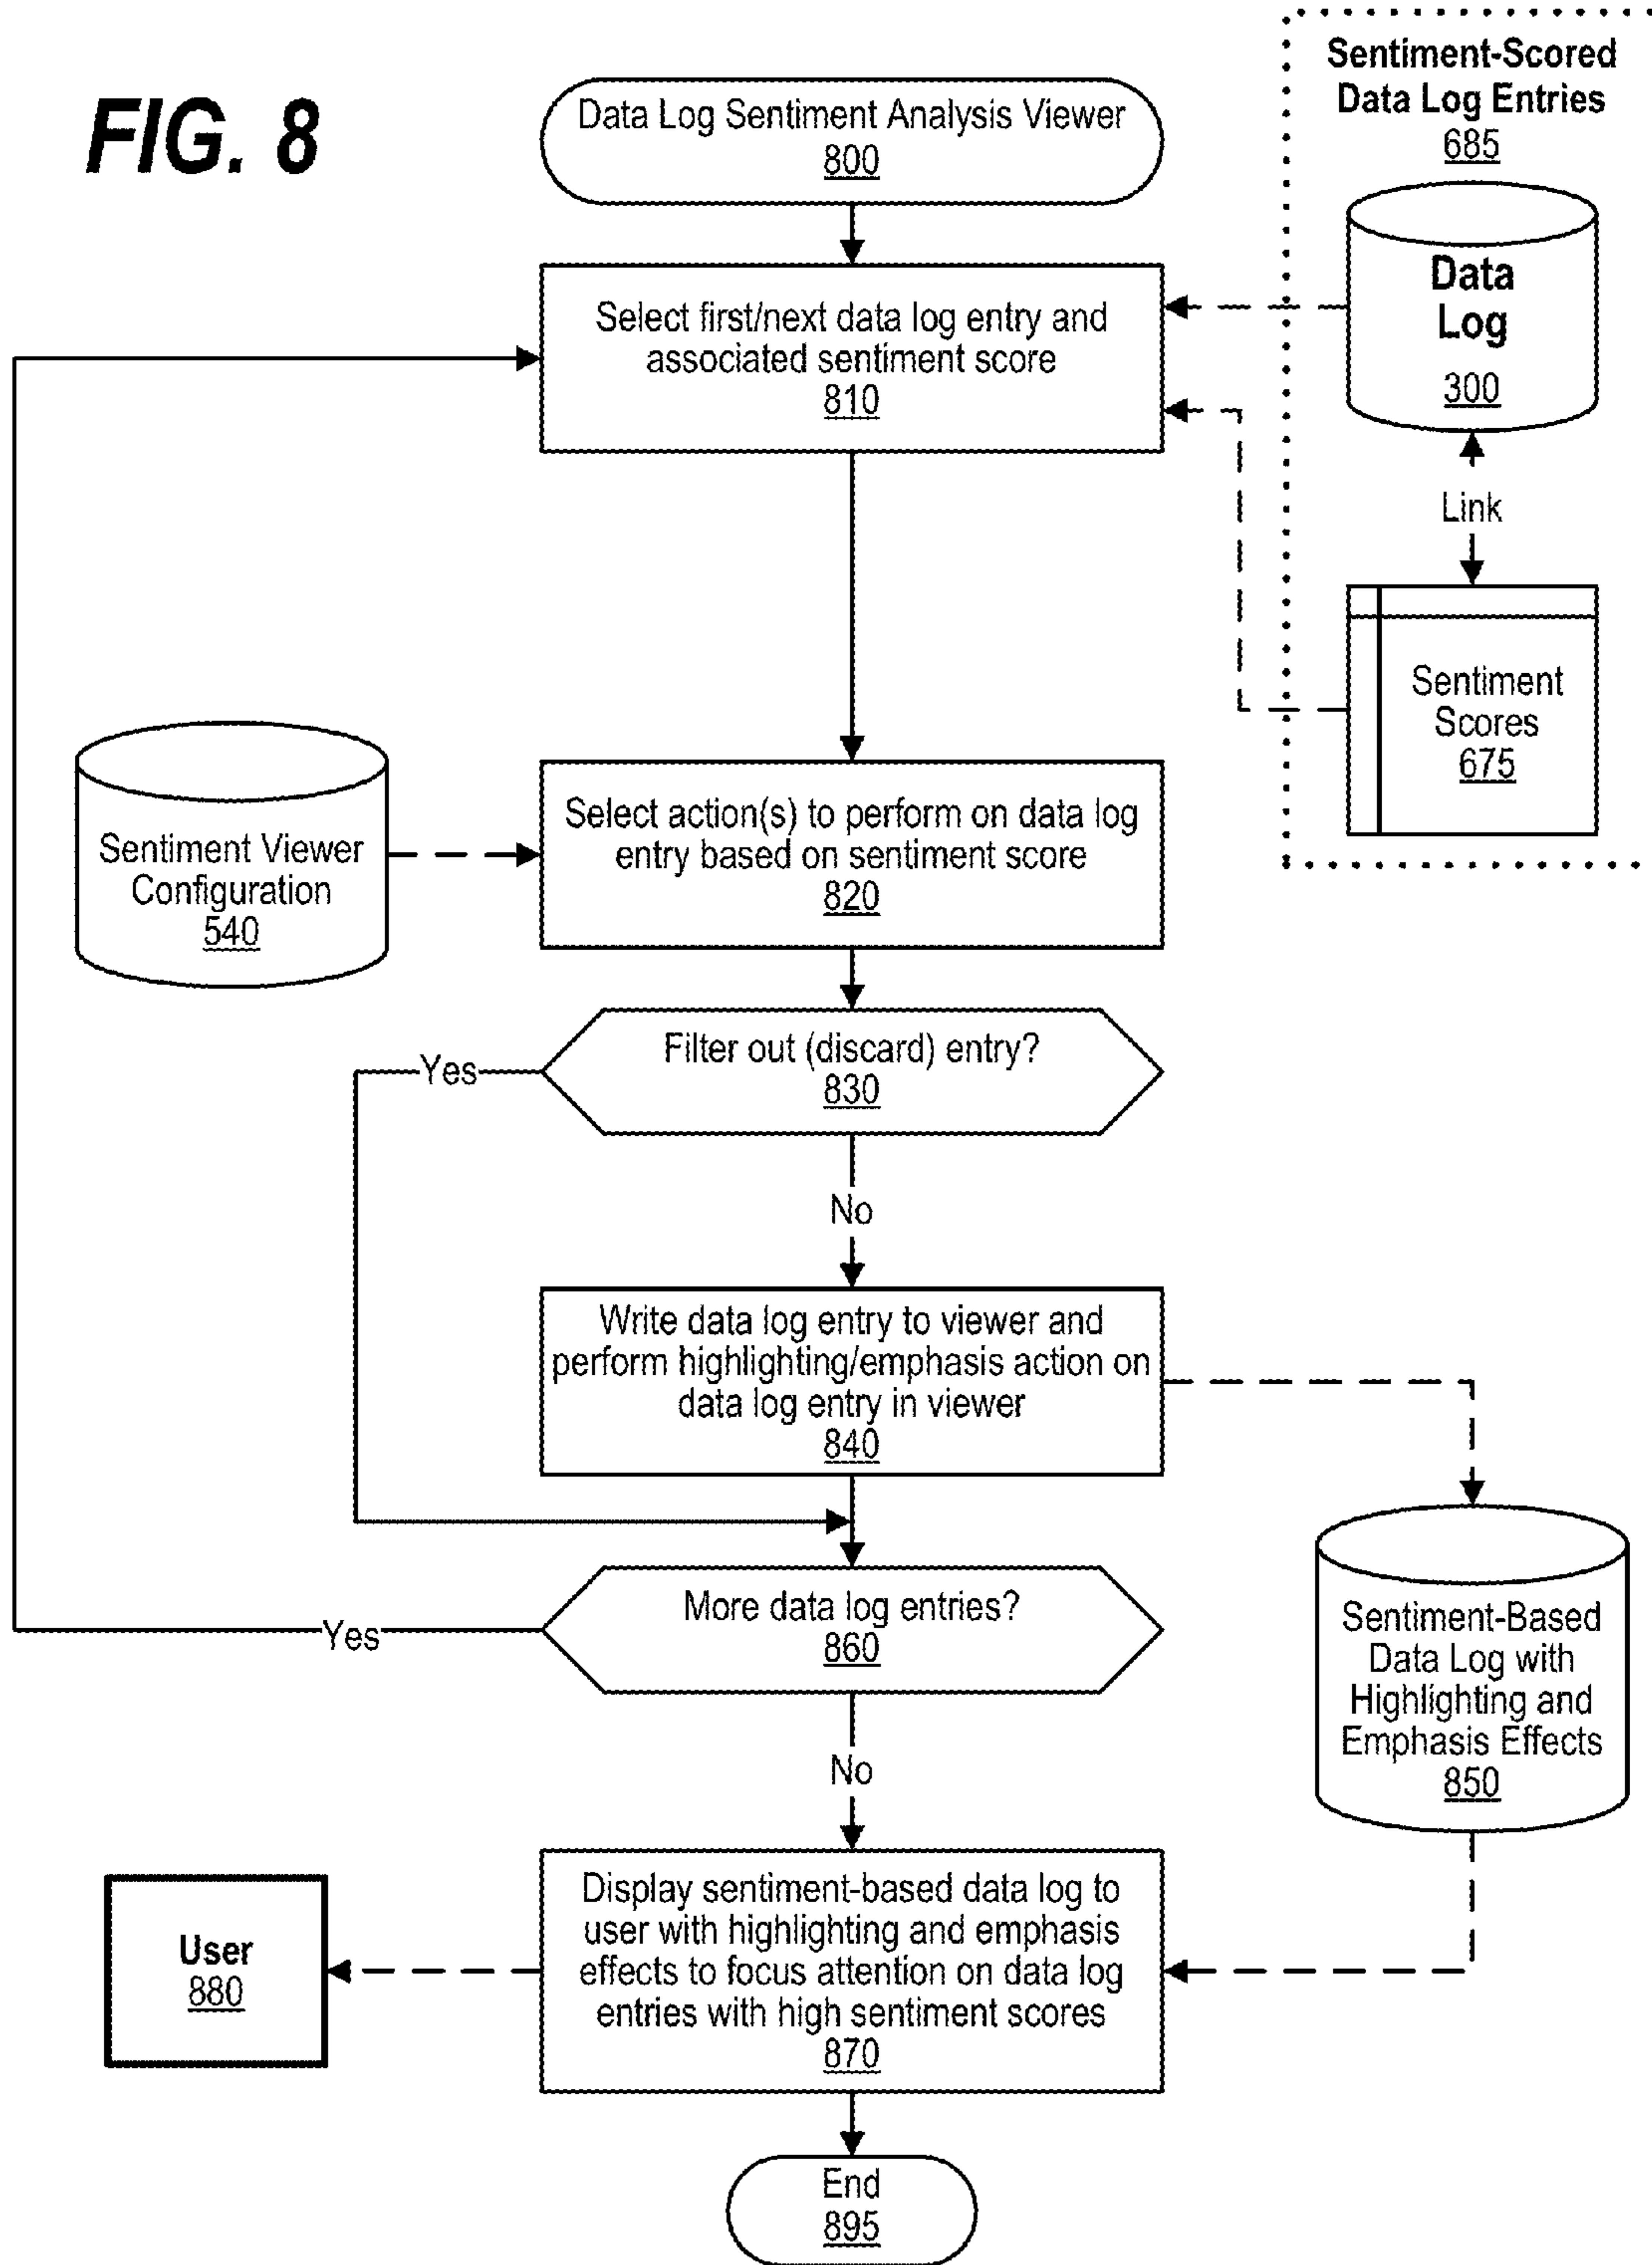 FIG. 8
Data Log Sentiment Analysis Viewer
800
Sentiment-Scored
Data Log Entries
685
Data
Log
300
Select first/next data log entry and
associated sentiment score
810
Link
Sentiment
Scores
675
Sentiment Viewer
Configuration
540
Select action(s) to perform on data log
entry based on sentiment score
820
Filter out (discard) entry?
830
Yes
No
Write data log entry to viewer and
perform highlighting/emphasis action on
data log entry in viewer
840
More data log entries?
860
Yes
No
Sentiment-Based
Data Log with
Highlighting and
Emphasis Effects
850
Display sentiment-based data log to
user with highlighting and emphasis
effects to focus attention on data log
entries with high sentiment scores
870
User
880
End
895